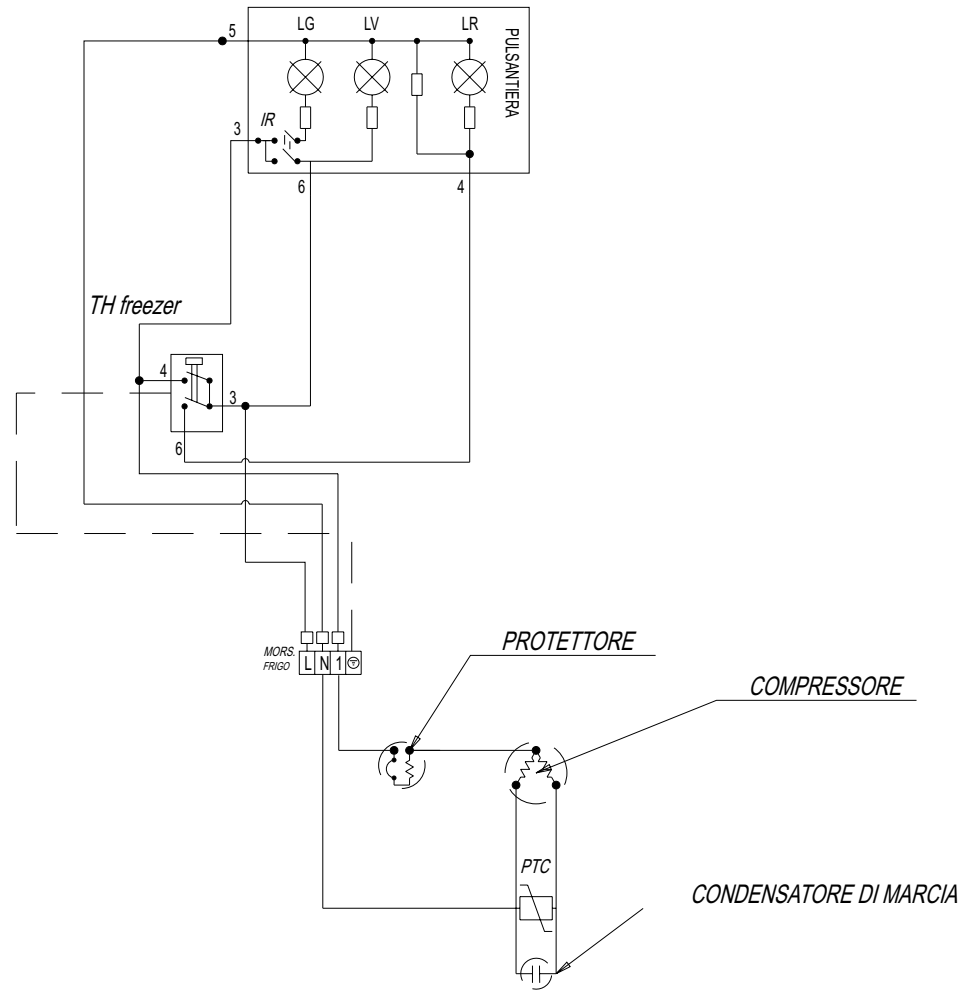 5
LG
LV
LR
PULSANTIERA
IR
3
6
4
TH freezer
4
3
6
MORS.
FRIGO
L N 1
PROTETTORE
COMPRESSORE
PTC
CONDENSATORE DI MARCIA